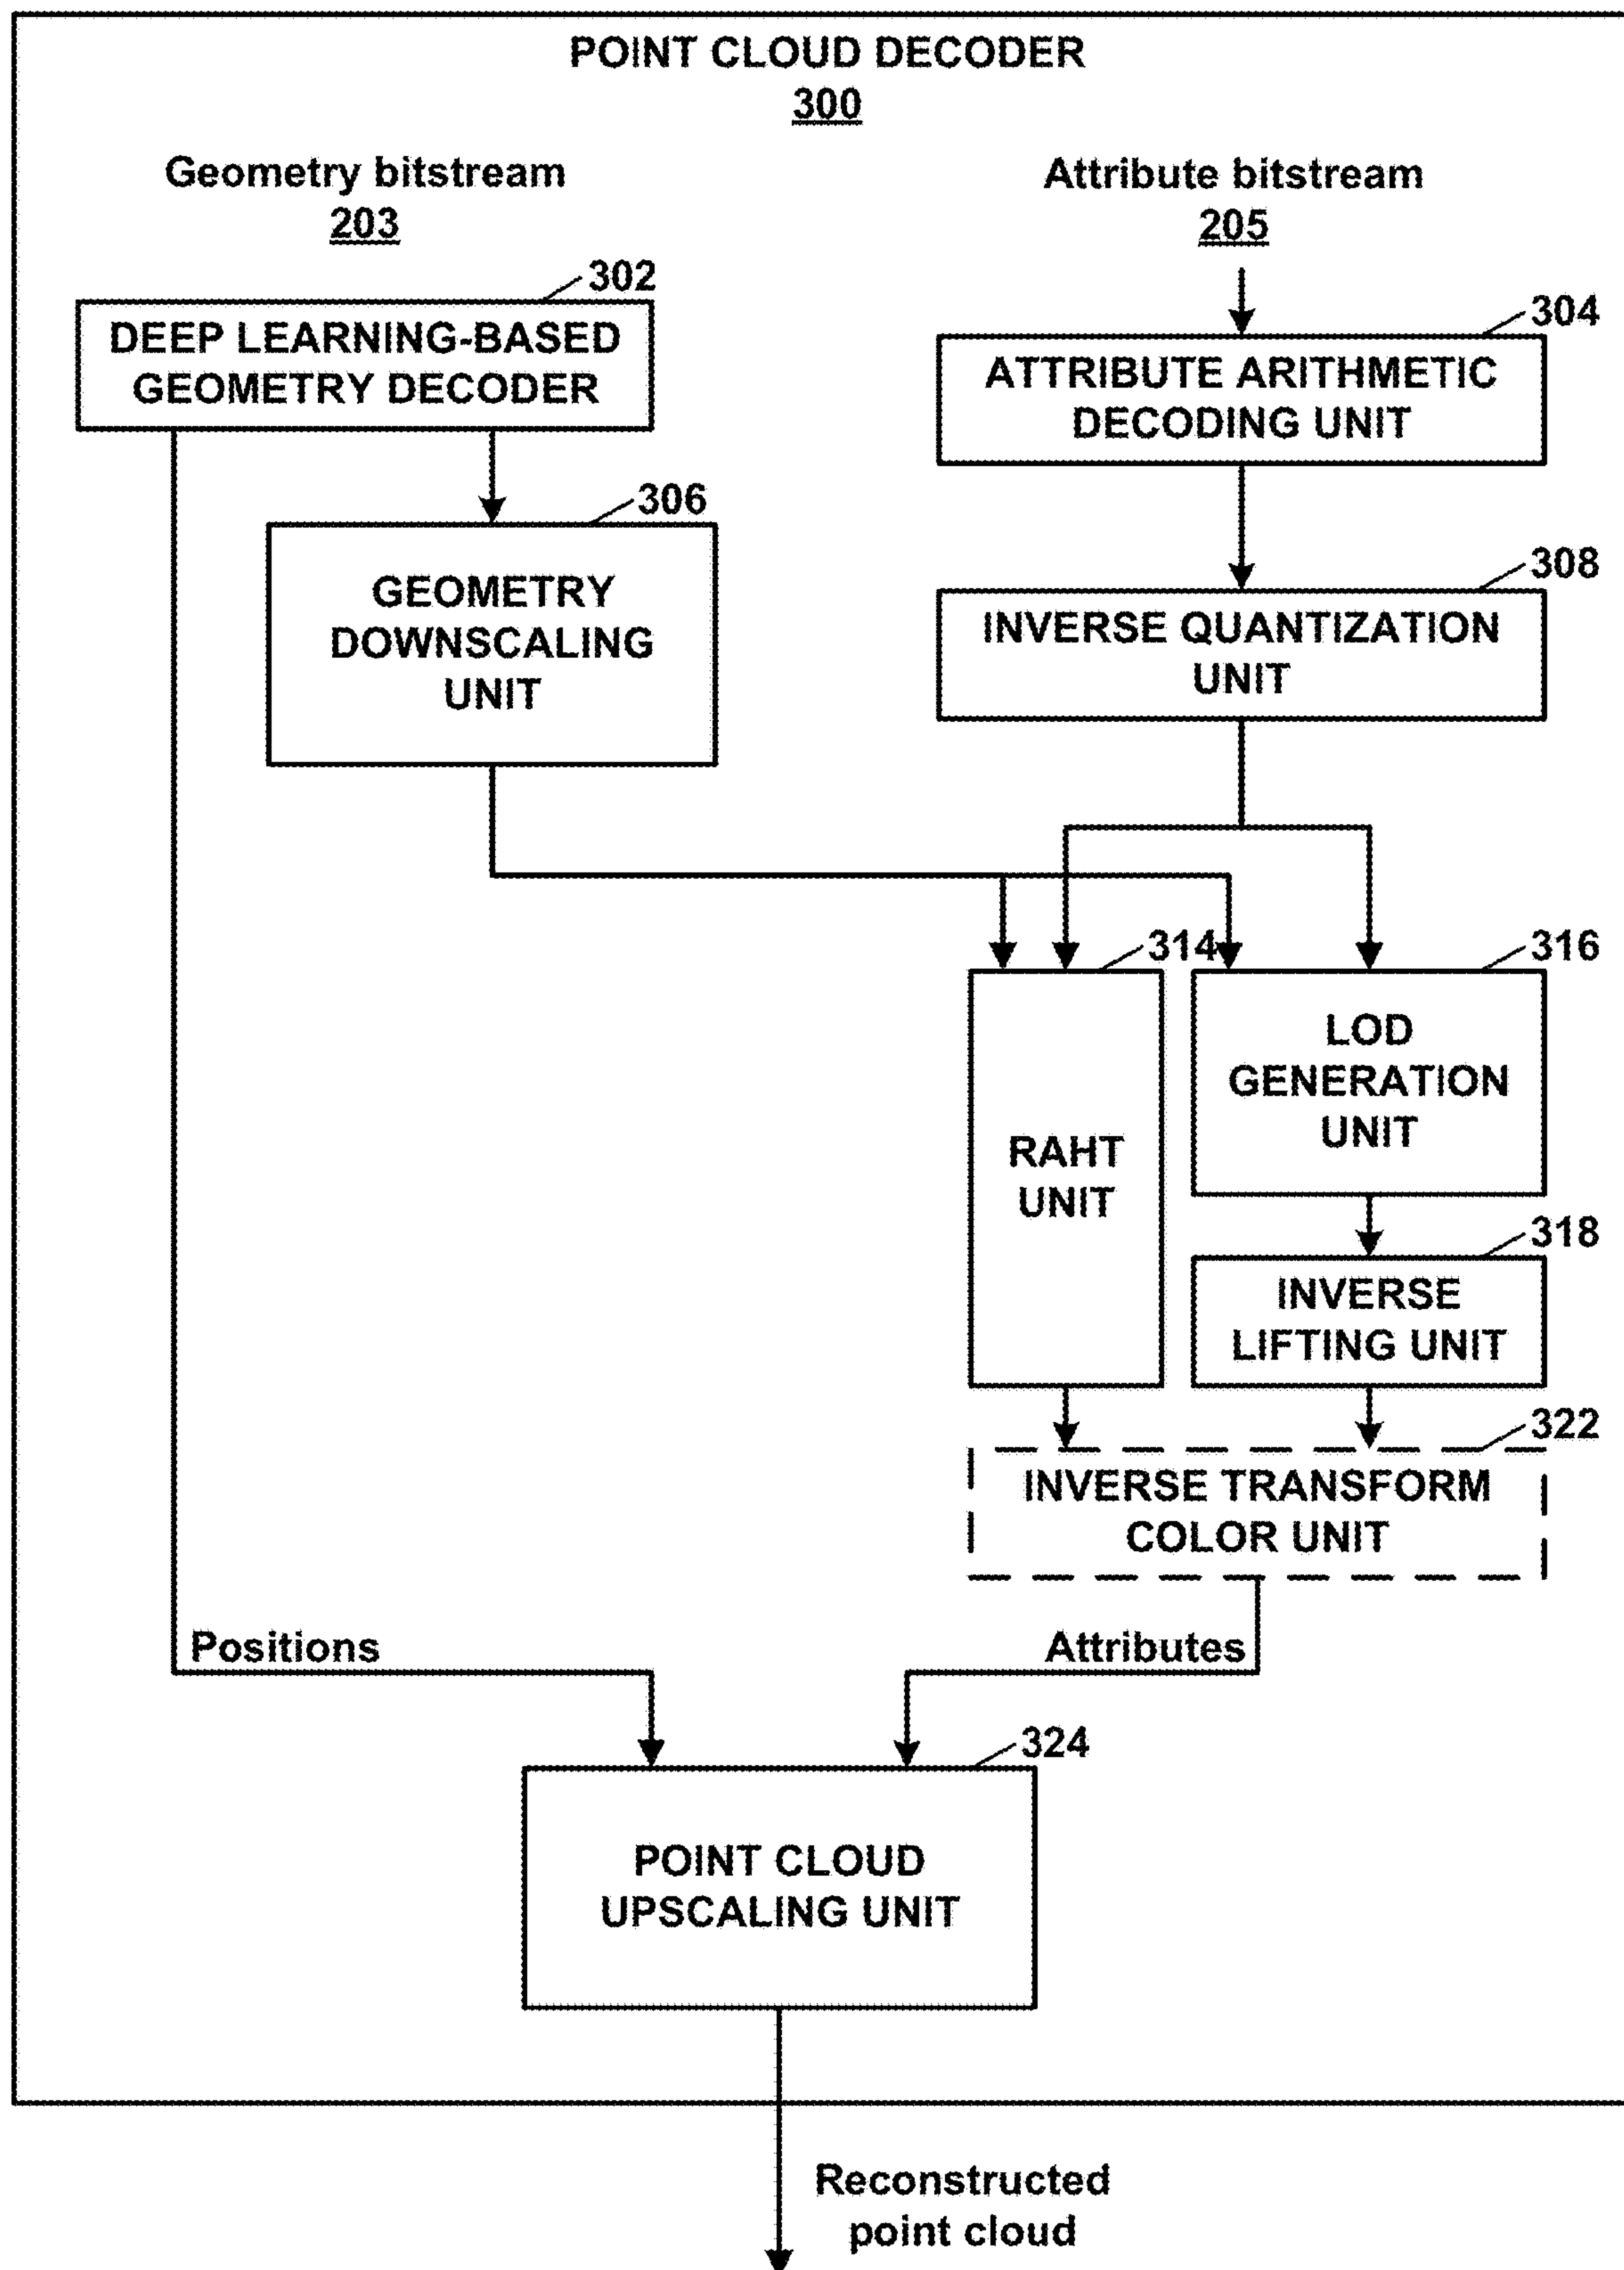 POINT CLOUD DECODER
300
Geometry bitstream
203
Attribute bitstream
205
302
DEEP LEARNING-BASED
GEOMETRY DECODER
304
ATTRIBUTE ARITHMETIC
DECODING UNIT
306
GEOMETRY
DOWNSCALING
UNIT
308
INVERSE QUANTIZATION
UNIT
314
RAHT
UNIT
316
LOD
GENERATION
UNIT
318
INVERSE
LIFTING UNIT
322
INVERSE TRANSFORM
COLOR UNIT
Positions
Attributes
324
POINT CLOUD
UPSCALING UNIT
Reconstructed
point cloud